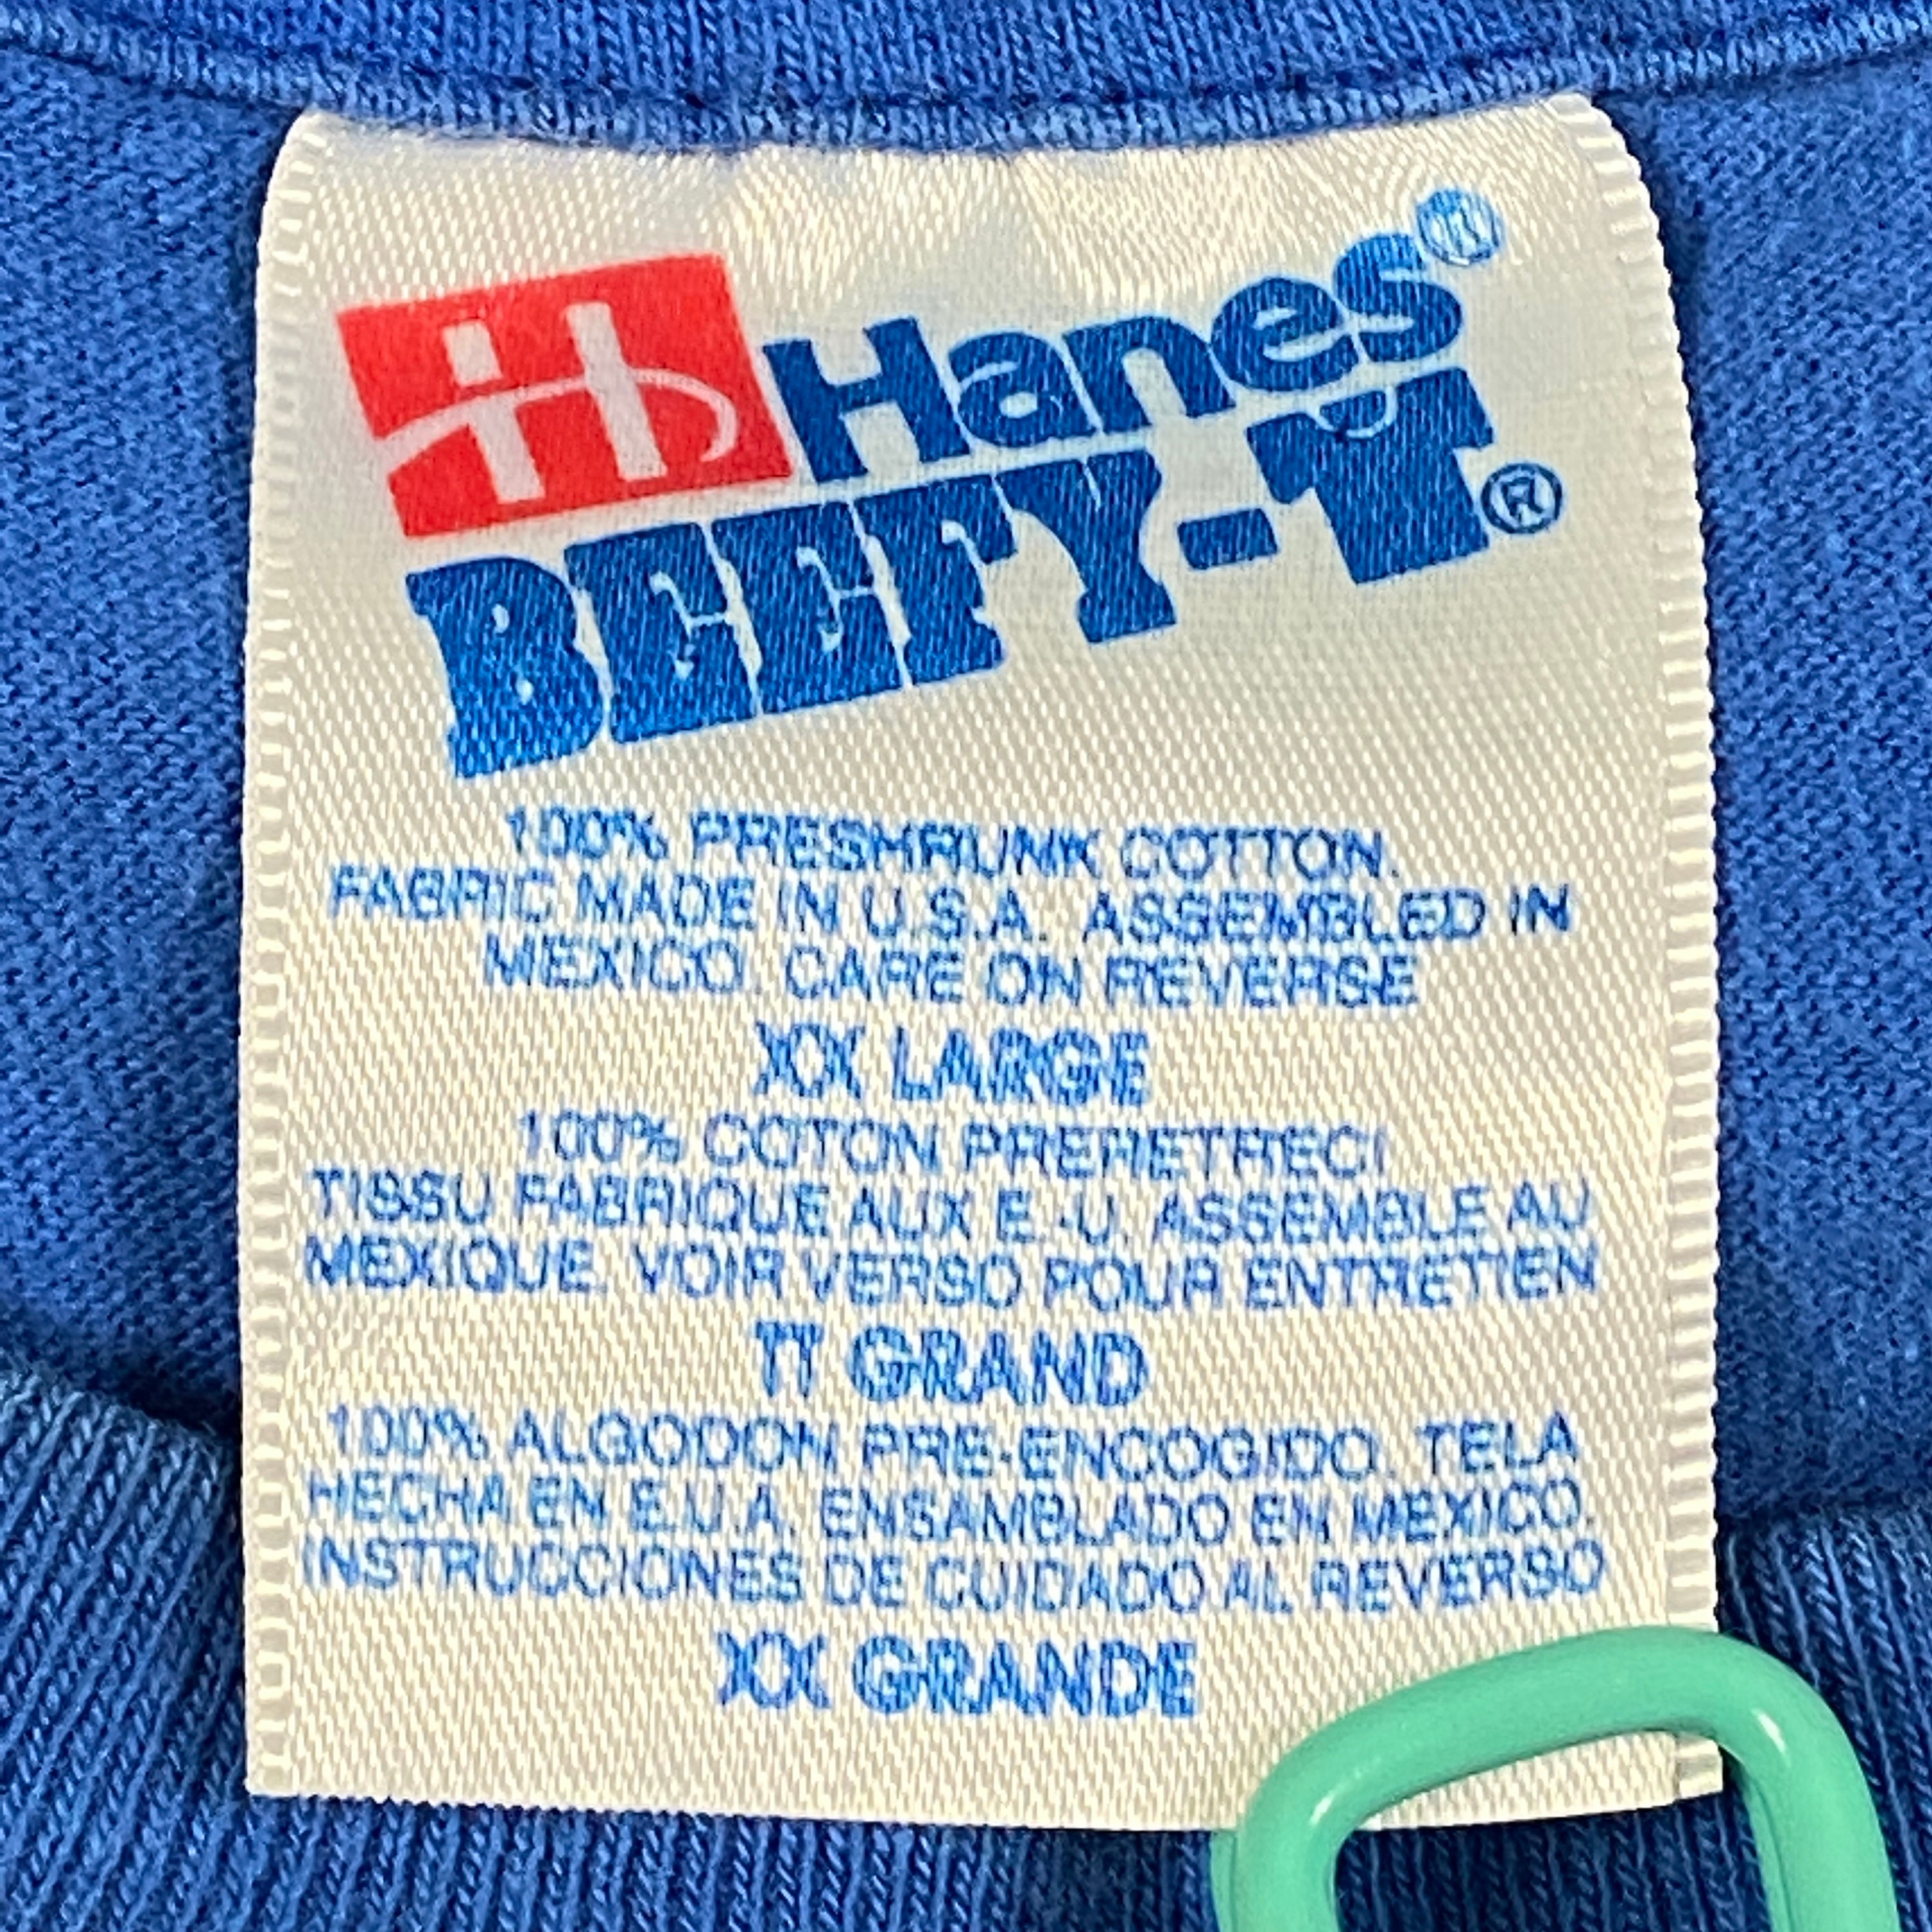 Hanes®
BEEFY-T®
100% PRESHRUNK COTTON.
FABRIC MADE IN U.S.A. ASSEMBLED IN
MEXICO. CARE ON REVERSE
XX LARGE
100% COTON PRERETRECI
TISSU FABRIQUE AUX E.-U. ASSEMBLE AU
MEXIQUE. VOIR VERSO POUR ENTRETIEN
TT GRAND
100% ALGODON PRE-ENCOGIDO. TELA
HECHA EN E.U.A. ENSAMBLADO EN MEXICO.
INSTRUCCIONES DE CUIDADO AL REVERSO
XX GRANDE